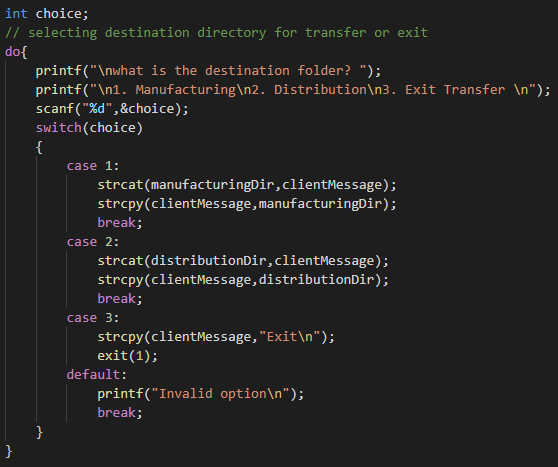 int choice;
// selecting destination directory for transfer or exit
do{
    printf("\nwhat is the destination folder? ");
    printf("\n1. Manufacturing\n2. Distribution\n3. Exit Transfer \n");
    scanf("%d",&choice);
    switch(choice)
    {
        case 1:
            strcat(manufacturingDir,clientMessage);
            strcpy(clientMessage,manufacturingDir);
            break;
        case 2:
            strcat(distributionDir,clientMessage);
            strcpy(clientMessage,distributionDir);
            break;
        case 3:
            strcpy(clientMessage,"Exit\n");
            exit(1);
        default:
            printf("Invalid option\n");
            break;
    }
}